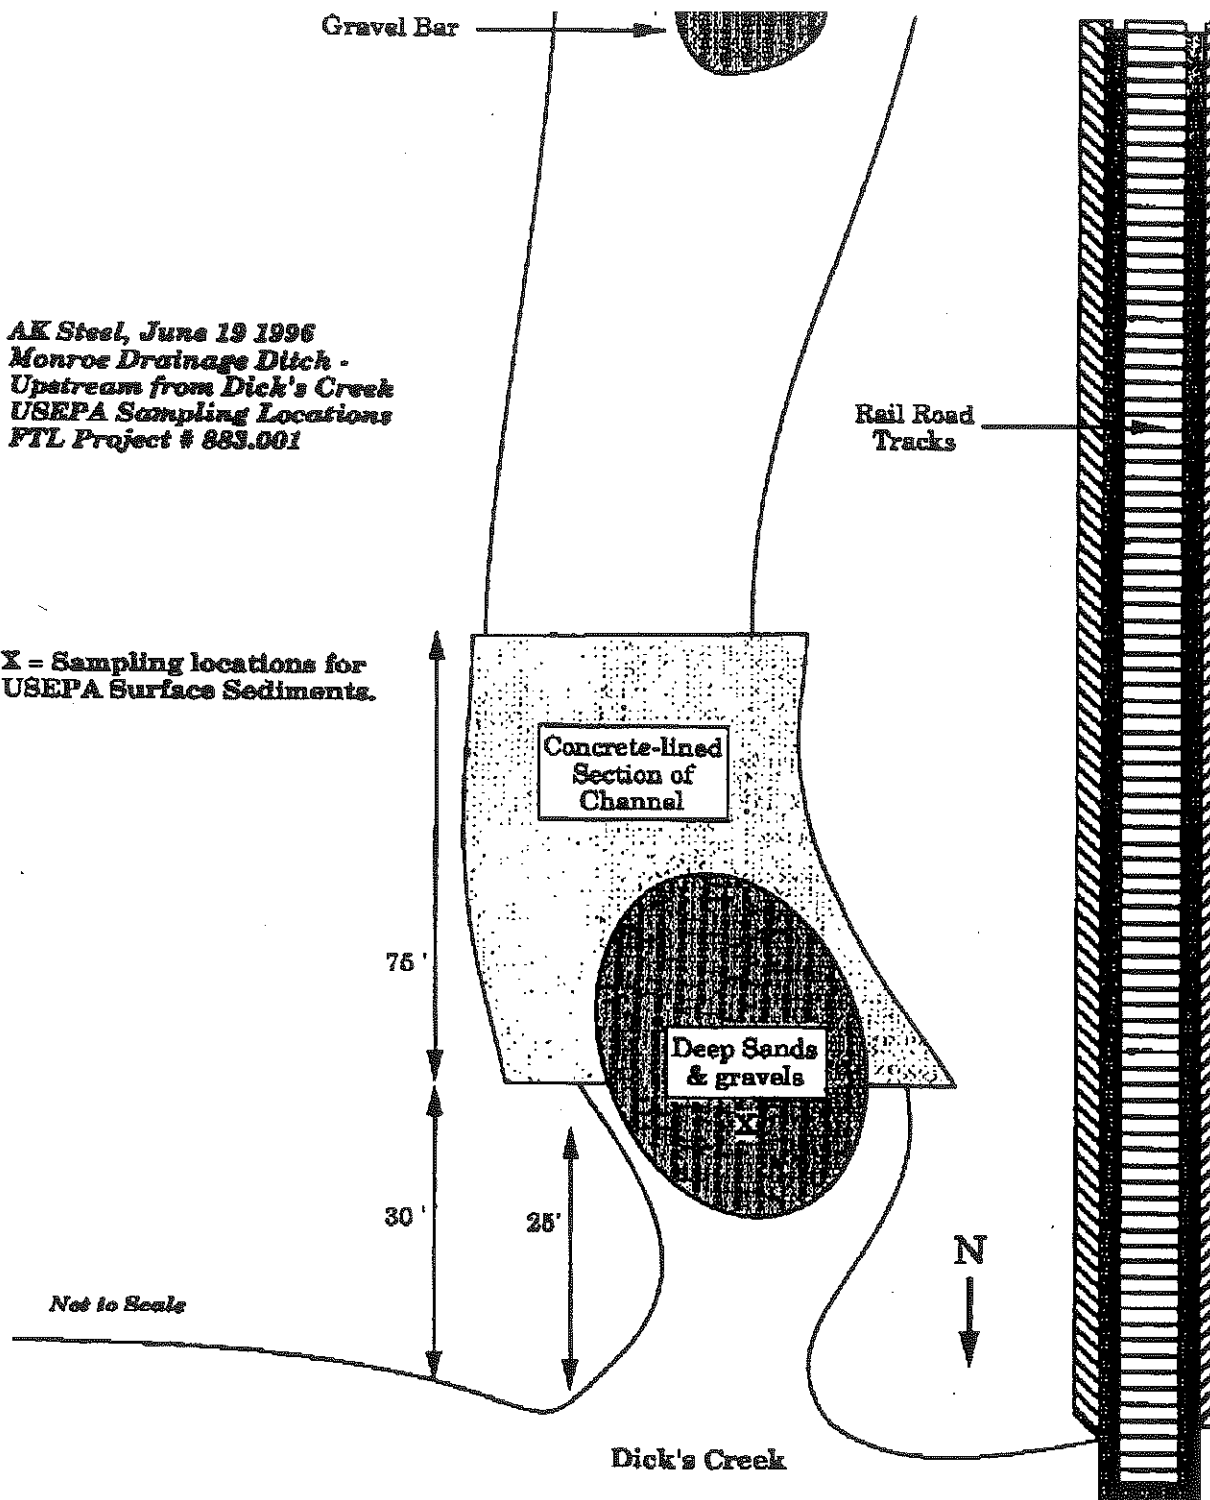 Gravel Bar
AK Steel, June 19 1996
Monroe Drainage Ditch -
Upstream from Dick's Creek
USEPA Sampling Locations
FTL Project # 883.001
Rail Road
Tracks
X = Sampling locations for
USEPA Surface Sediments.
Concrete-lined
Section of
Channel
75 '
Deep Sands
& gravels
X
30 '
25'
N
Not to Scale
Dick's Creek